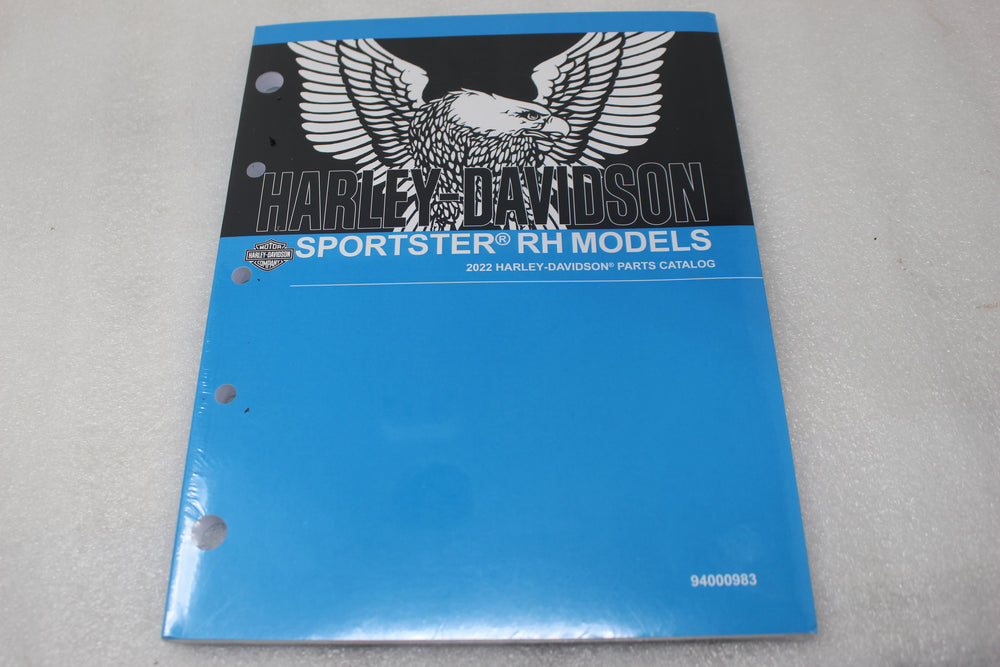 HARLEY-DAVIDSON
SPORTSTER® RH MODELS
MOTOR
HARLEY-DAVIDSON
COMPANY
2022 HARLEY-DAVIDSON® PARTS CATALOG
94000983